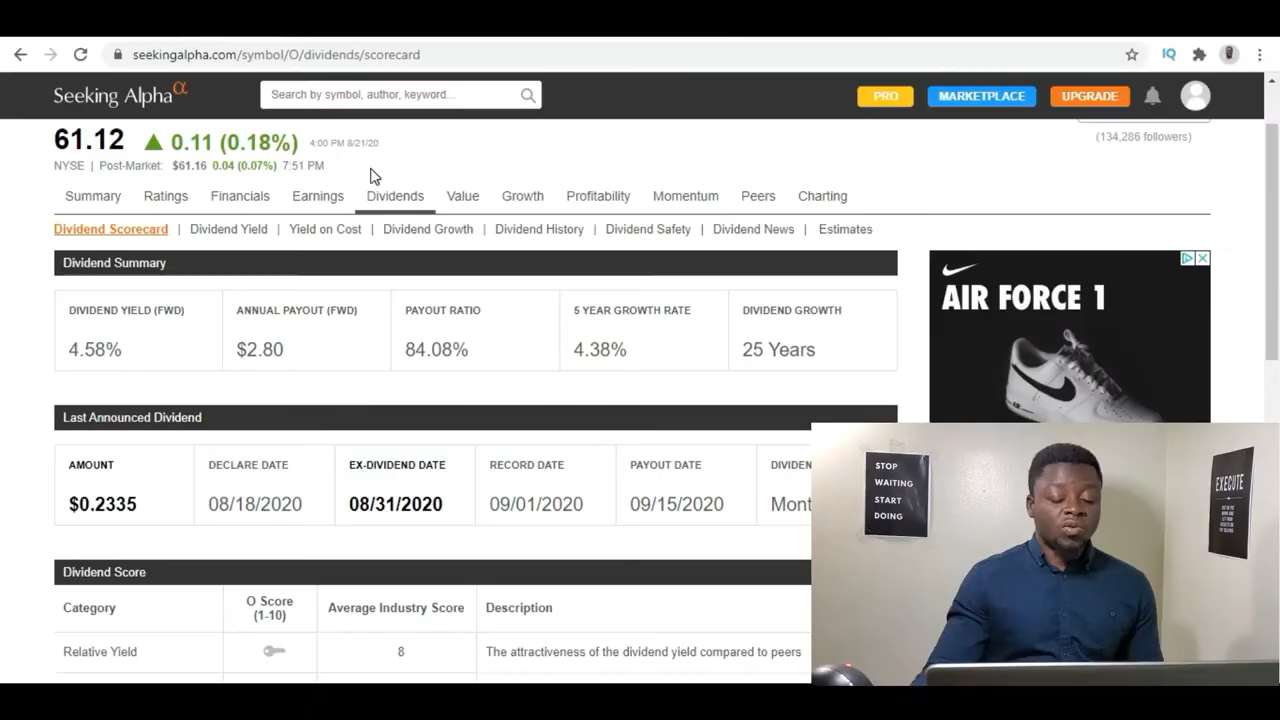 seekingalpha.com/symbol/O/dividends/scorecard
IQ
Seeking Alpha α
Search by symbol, author, keyword...
PRO
MARKETPLACE
UPGRADE
61.12 0.11 (0.18%) 4:00 PM 8/21/20
(134,286 followers)
NYSE | Post-Market: $61.16 0.04 (0.07%) 7:51 PM
Summary Ratings Financials Earnings Dividends Value Growth Profitability Momentum Peers Charting
Dividend Scorecard | Dividend Yield | Yield on Cost | Dividend Growth | Dividend History | Dividend Safety | Dividend News | Estimates
Dividend Summary
DIVIDEND YIELD (FWD) ANNUAL PAYOUT (FWD) PAYOUT RATIO 5 YEAR GROWTH RATE DIVIDEND GROWTH
4.58% $2.80 84.08% 4.38% 25 Years
AIR FORCE 1
Last Announced Dividend
AMOUNT DECLARE DATE EX-DIVIDEND DATE RECORD DATE PAYOUT DATE DIVIDEN
$0.2335 08/18/2020 08/31/2020 09/01/2020 09/15/2020 Mont
Dividend Score
Category O Score (1-10) Average Industry Score Description
Relative Yield 8 The attractiveness of the dividend yield compared to peers
STOP
WAITING
START
DOING
EXECUTE